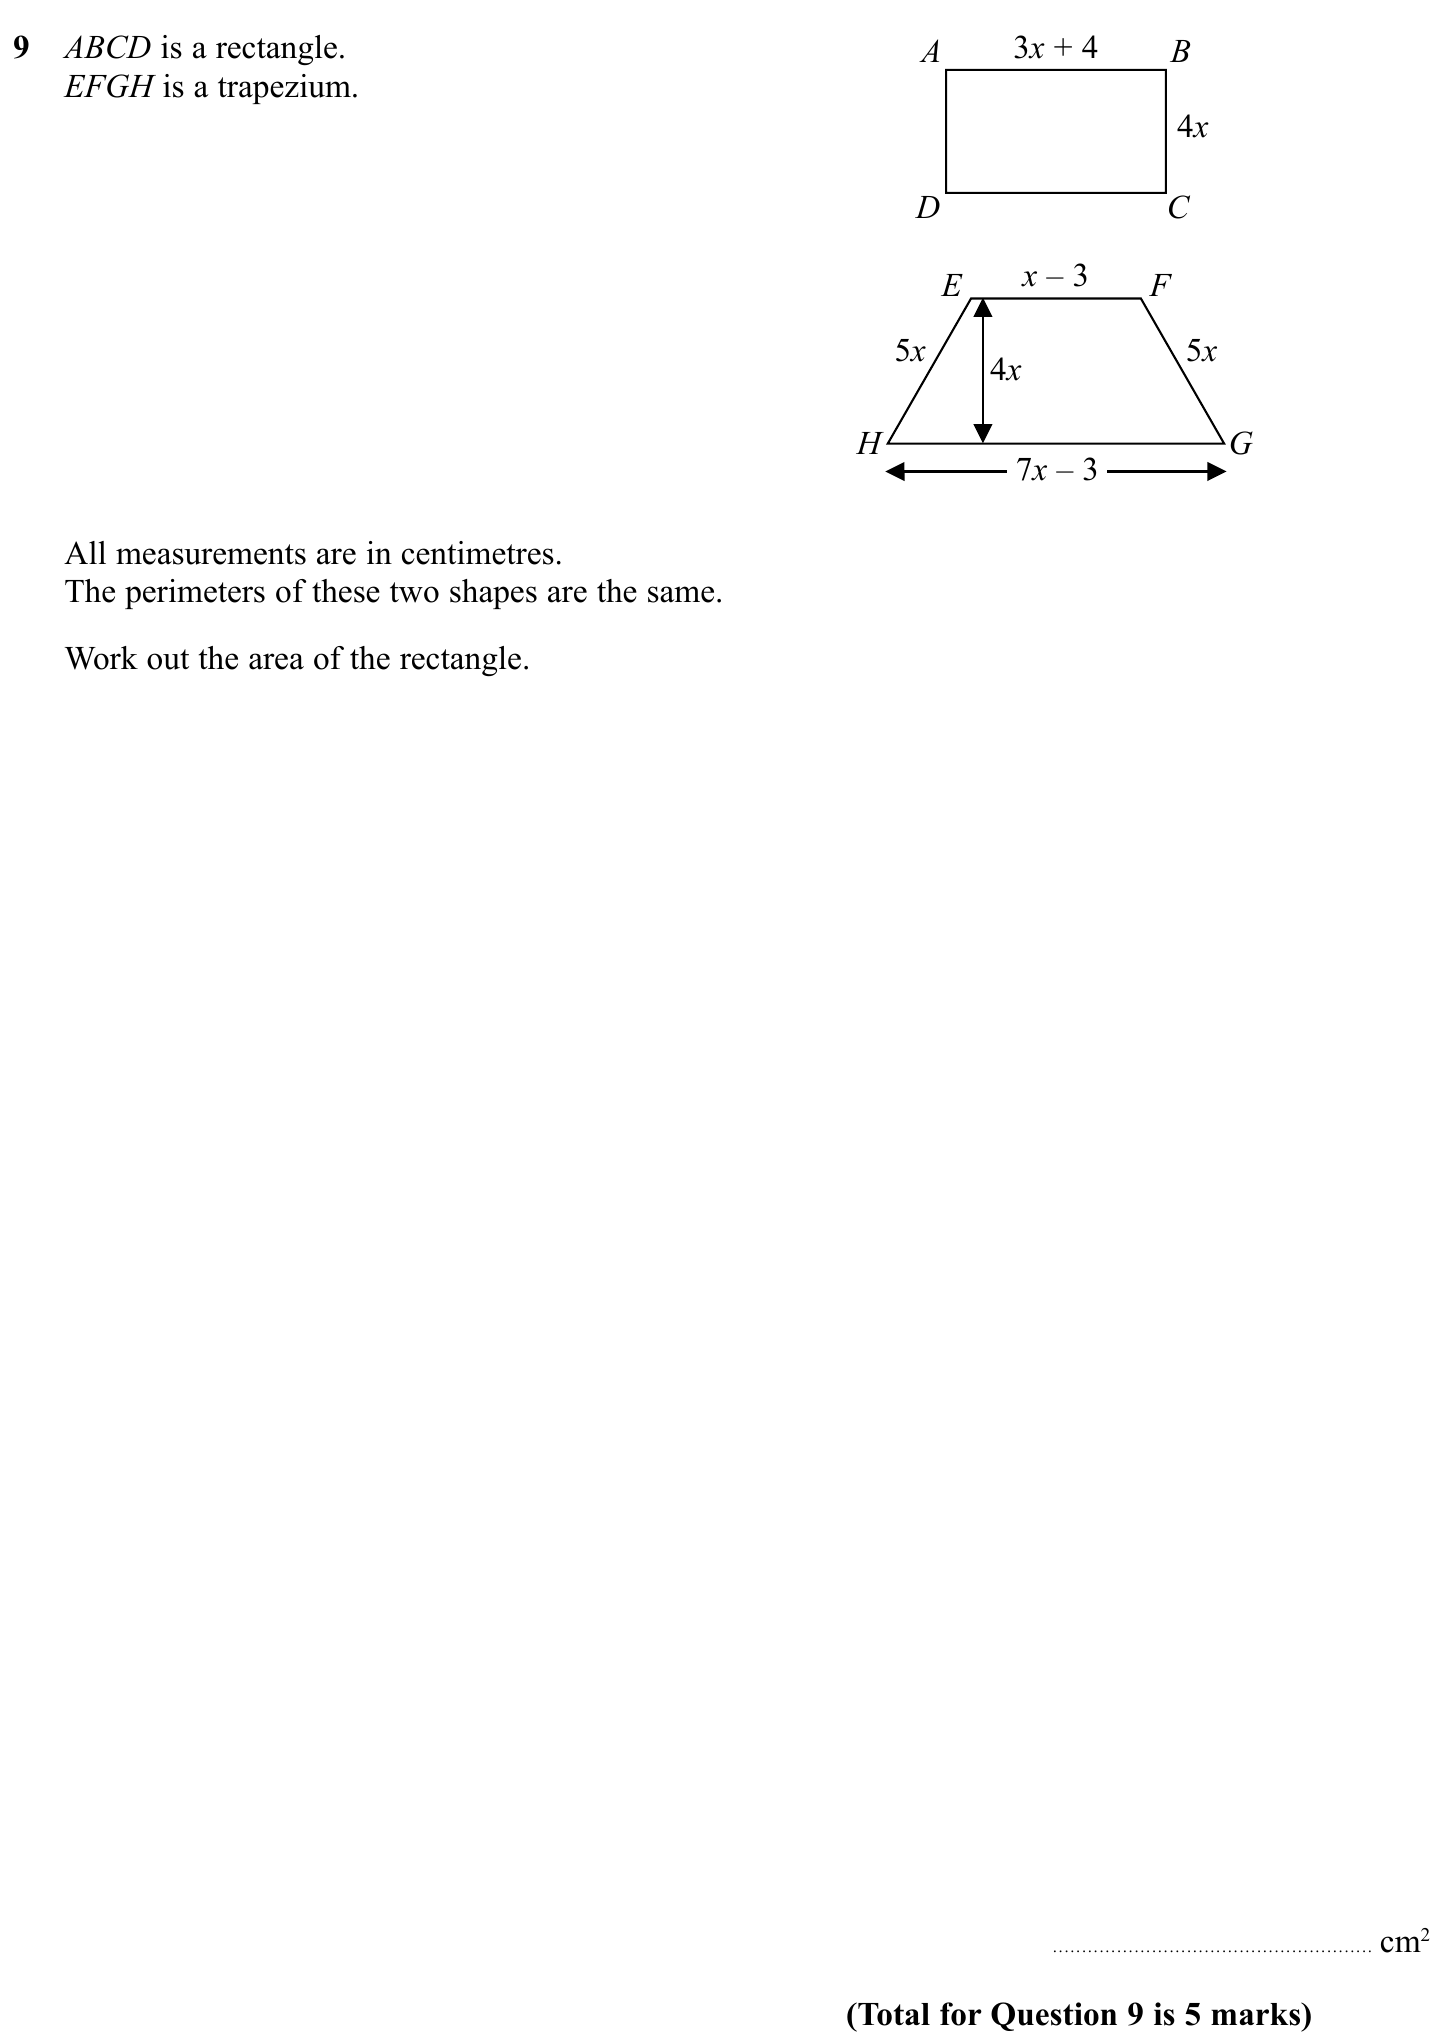 9 ABCD is a rectangle.
EFGH is a trapezium.
A 3x + 4 B
4x
D C
E x – 3 F
5x 5x
4x
H G
7x – 3
All measurements are in centimetres.
The perimeters of these two shapes are the same.
Work out the area of the rectangle.
...................................................... cm²
(Total for Question 9 is 5 marks)